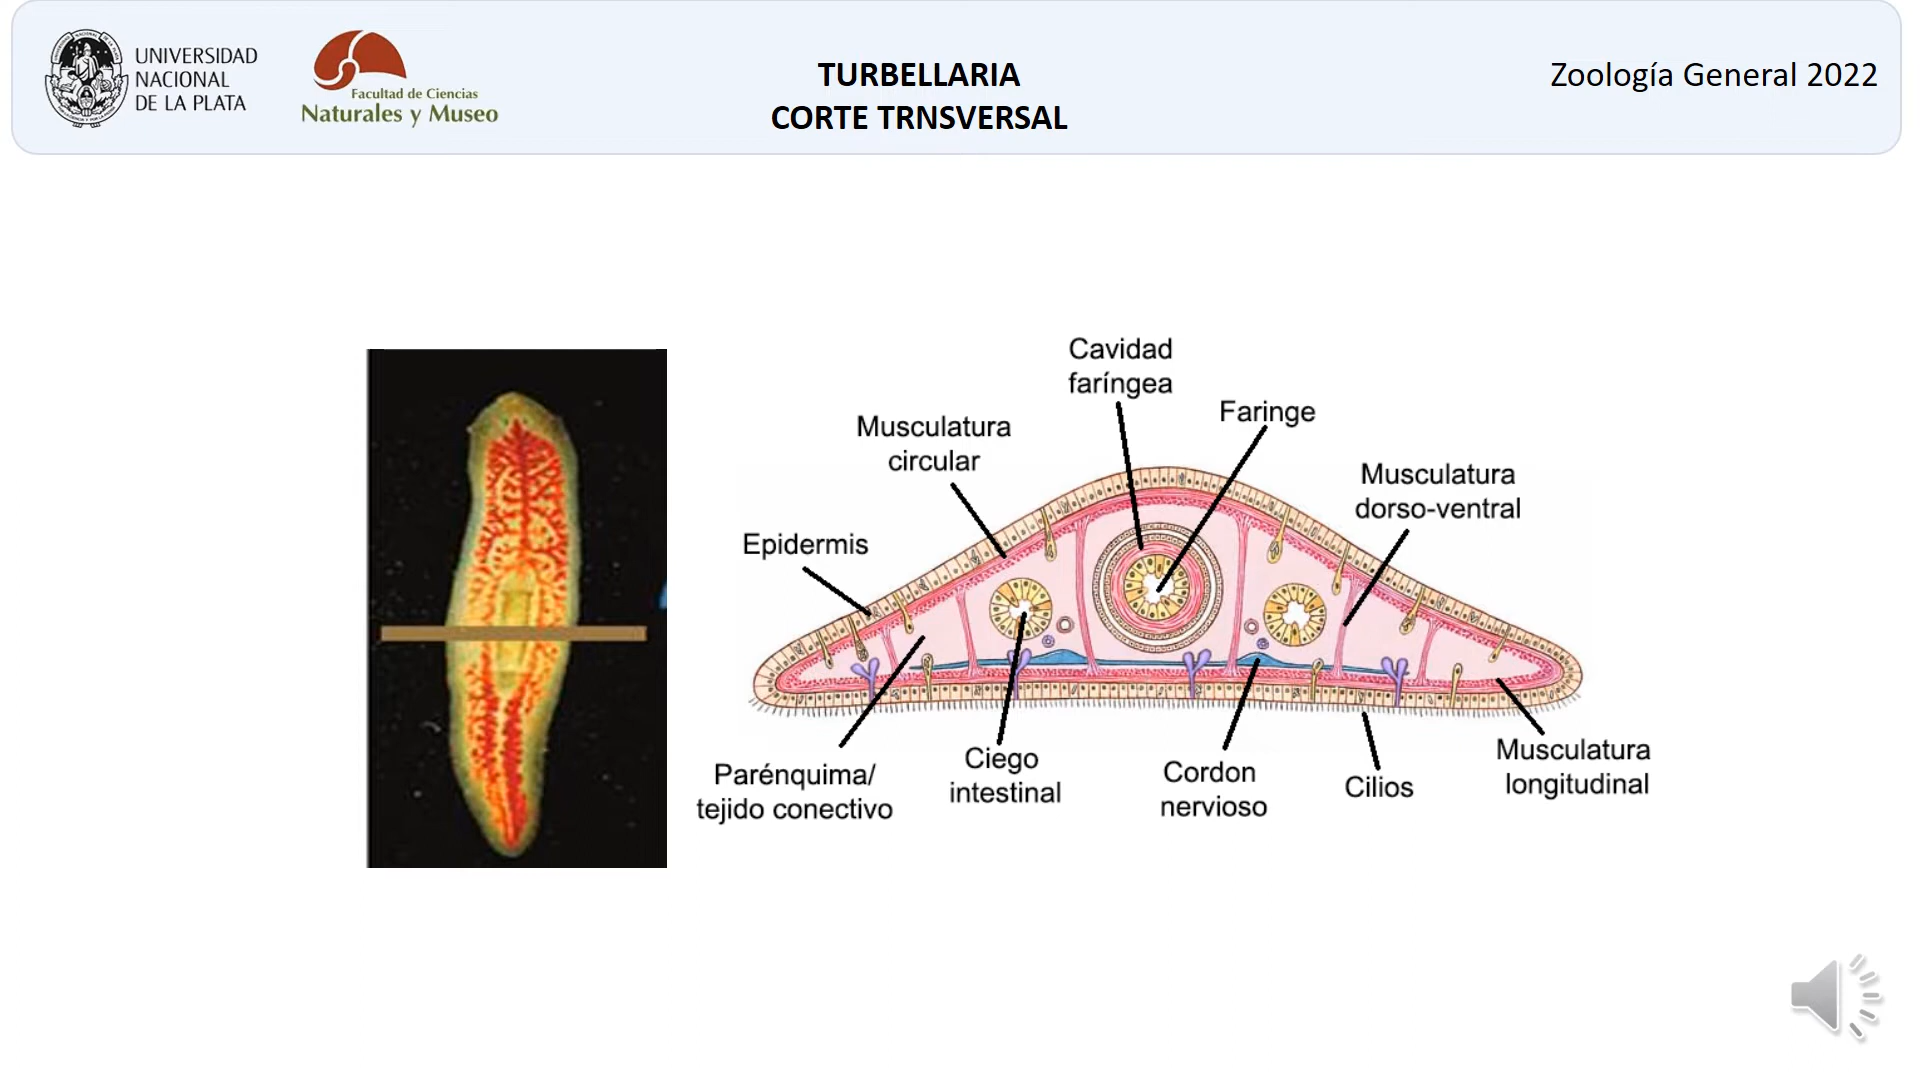 UNIVERSIDAD
NACIONAL
DE LA PLATA
Facultad de Ciencias
Naturales y Museo
TURBELLARIA
CORTE TRNSVERSAL
Zoología General 2022
Cavidad
faríngea
Faringe
Musculatura
circular
Musculatura
dorso-ventral
Epidermis
Parénquima/
tejido conectivo
Ciego
intestinal
Cordon
nervioso
Cilios
Musculatura
longitudinal